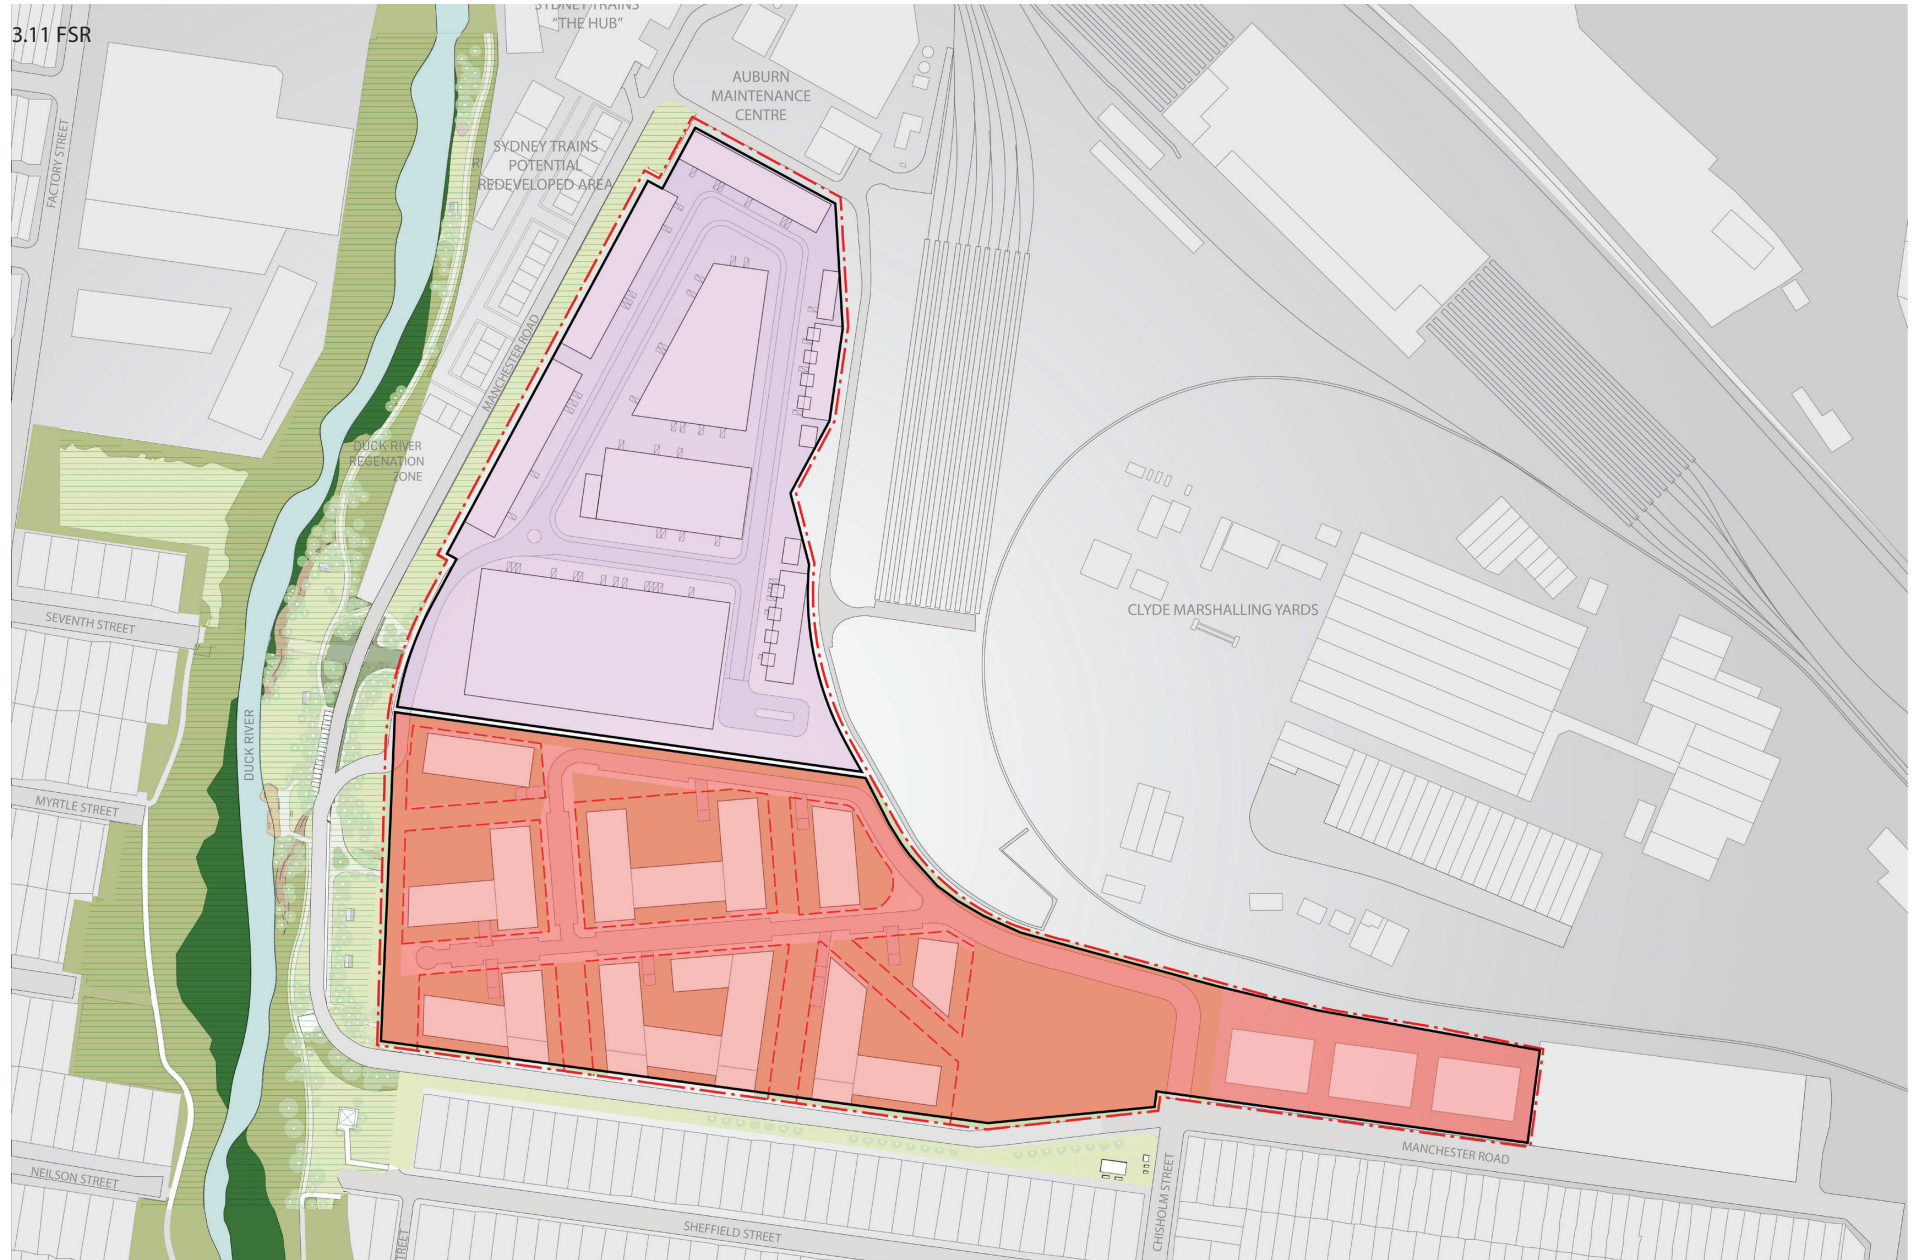 SYDNEY TRAINS
"THE HUB"
3.11 FSR
AUBURN
MAINTENANCE
CENTRE
FACTORY STREET
SYDNEY TRAINS
POTENTIAL
REDEVELOPED AREA
MANCHESTER ROAD
DUCK RIVER
REGENATION
ZONE
SEVENTH STREET
CLYDE MARSHALLING YARDS
DUCK RIVER
MYRTLE STREET
NEILSON STREET
MANCHESTER ROAD
CHISHOLM STREET
SHEFFIELD STREET